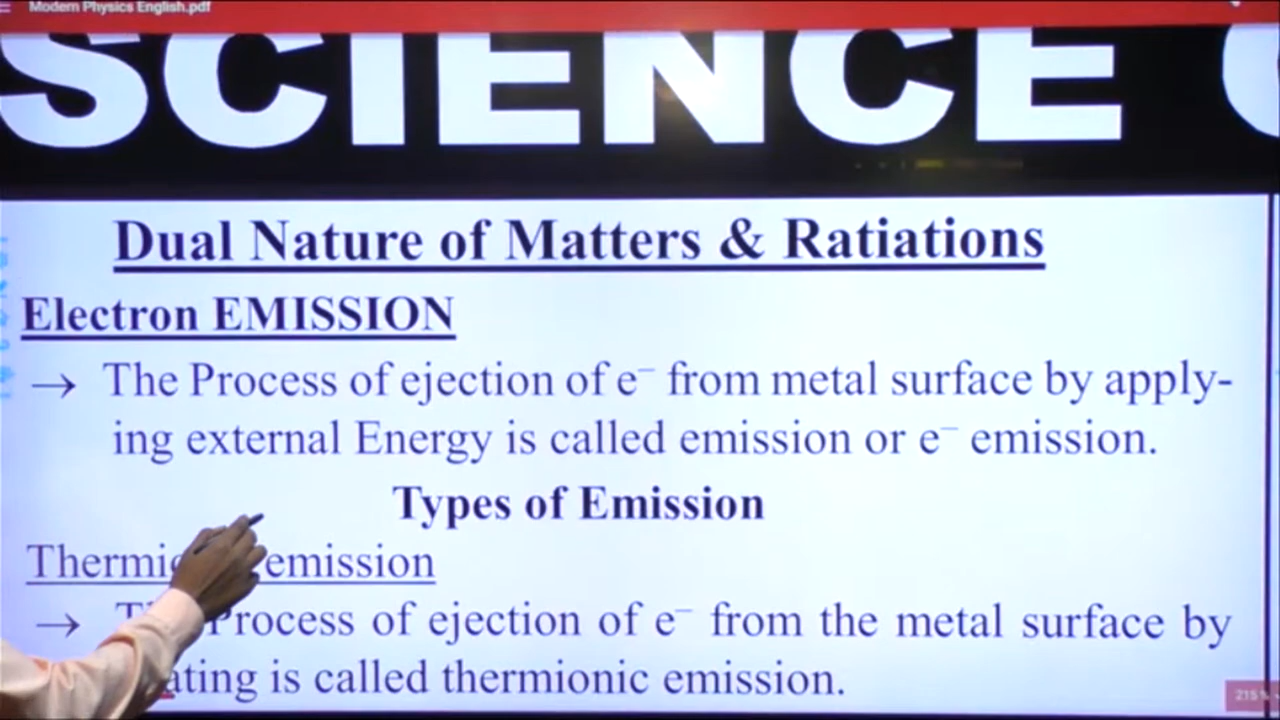 Modern Physics English.pdf
SCIENCE
Dual Nature of Matters & Ratiations
Electron EMISSION
→ The Process of ejection of e⁻ from metal surface by apply-
ing external Energy is called emission or e⁻ emission.
Types of Emission
emission
→ Process of ejection of e⁻ from the metal surface by
is called thermionic emission.
215%